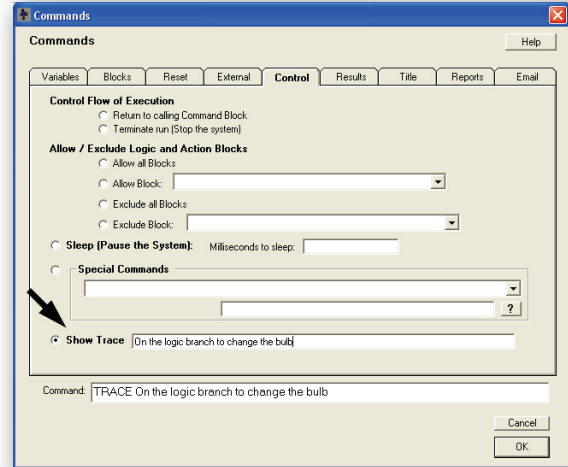 Commands
Commands
Help
Variables Blocks Reset External Control Results Title Reports Email
Control Flow of Execution
Return to calling Command Block
Terminate run (Stop the system)
Allow / Exclude Logic and Action Blocks
Allow all Blocks
Allow Block:
Exclude all Blocks
Exclude Block:
Sleep (Pause the System): Milliseconds to sleep:
Special Commands
?
Show Trace On the logic branch to change the bulb
Command: TRACE On the logic branch to change the bulb
Cancel
OK